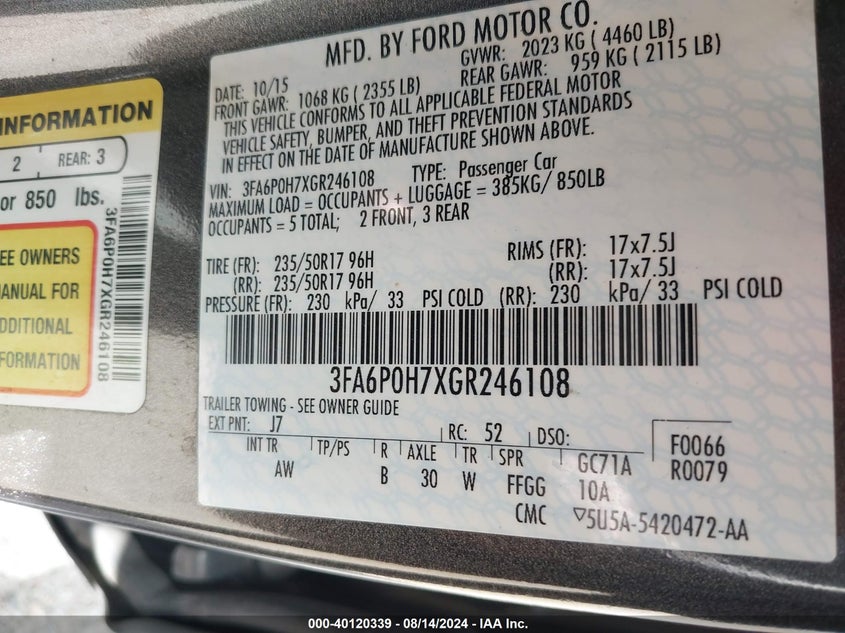 MFD. BY FORD MOTOR CO.
DATE: 10/15 GVWR: 2023 KG ( 4460 LB)
FRONT GAWR: 1068 KG ( 2355 LB) REAR GAWR: 959 KG ( 2115 LB)
THIS VEHICLE CONFORMS TO ALL APPLICABLE FEDERAL MOTOR
VEHICLE SAFETY, BUMPER, AND THEFT PREVENTION STANDARDS
IN EFFECT ON THE DATE OF MANUFACTURE SHOWN ABOVE.
VIN: 3FA6P0H7XGR246108 TYPE: Passenger Car
MAXIMUM LOAD = OCCUPANTS + LUGGAGE = 385KG/ 850LB
OCCUPANTS = 5 TOTAL; 2 FRONT, 3 REAR
TIRE (FR): 235/50R17 96H RIMS (FR): 17x7.5J
(RR): 235/50R17 96H (RR): 17x7.5J
PRESSURE (FR): 230 kPa/ 33 PSI COLD (RR): 230 kPa/ 33 PSI COLD
3FA6P0H7XGR246108
TRAILER TOWING - SEE OWNER GUIDE
EXT PNT: J7 RC: 52 DSO: F0066
INT TR TP/PS R AXLE TR SPR GC71A R0079
AW B 30 W FFGG 10A
CMC ▽5U5A-5420472-AA
INFORMATION
2 REAR: 3
or 850 lbs.
EE OWNERS
MANUAL FOR
DDITIONAL
FORMATION
3FA6P0H7XGR246108
000-40120339 — 08/14/2024 — IAA Inc.